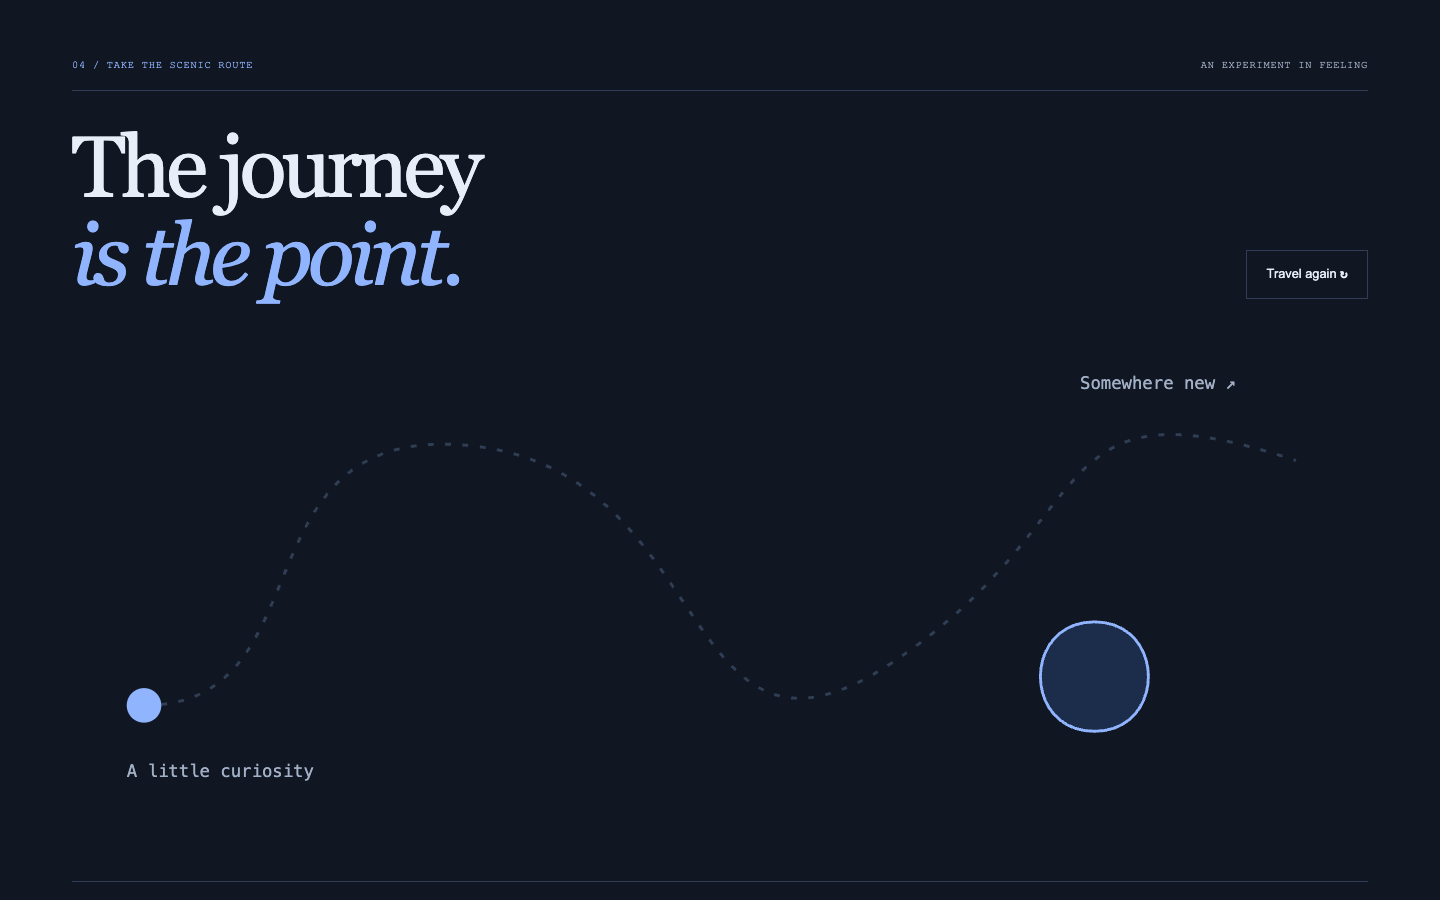 04 / TAKE THE SCENIC ROUTE
AN EXPERIMENT IN FEELING
The journey
is the point.
Travel again ↻
Somewhere new ↗
A little curiosity